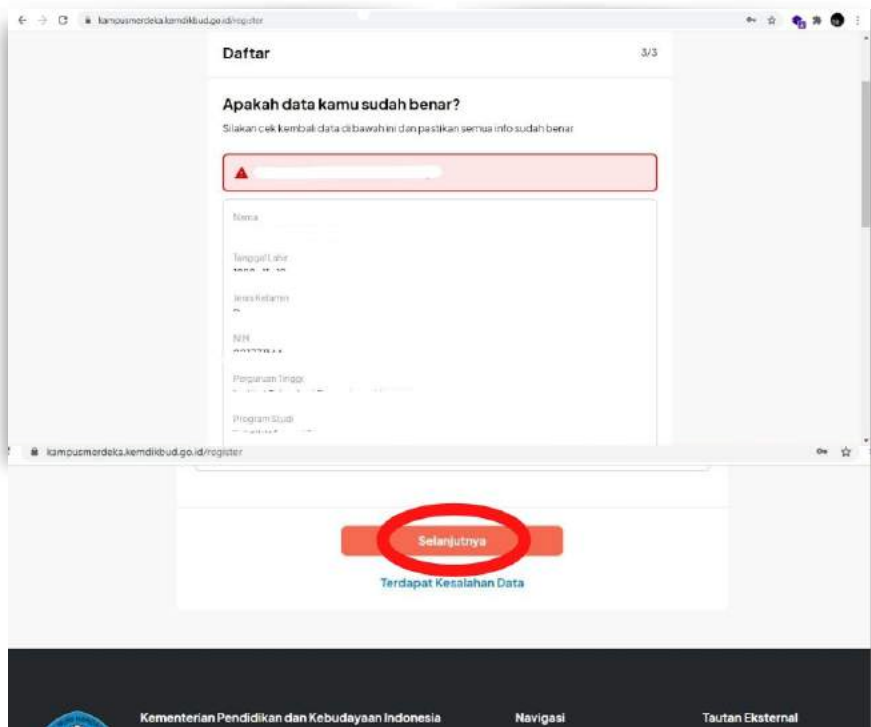 kampusmerdeka.kemdikbud.go.id/register
Daftar
3/3
Apakah data kamu sudah benar?
Silakan cek kembali data di bawah ini dan pastikan semua info sudah benar
Nama
Tanggal Lahir
Jenis Kelamin
NIM
Perguruan Tinggi
Program Studi
kampusmerdeka.kemdikbud.go.id/register
Selanjutnya
Terdapat Kesalahan Data
Kementerian Pendidikan dan Kebudayaan Indonesia
Navigasi
Tautan Eksternal